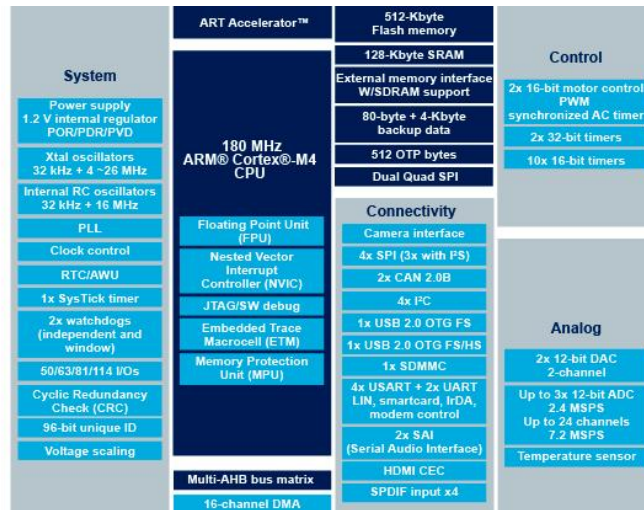 System
Power supply
1.2 V internal regulator
POR/PDR/PVD
Xtal oscillators
32 kHz + 4 ~26 MHz
Internal RC oscillators
32 kHz + 16 MHz
PLL
Clock control
RTC/AWU
1x SysTick timer
2x watchdogs
(independent and
window)
50/63/81/114 I/Os
Cyclic Redundancy
Check (CRC)
96-bit unique ID
Voltage scaling
ART Accelerator™
180 MHz
ARM® Cortex®-M4
CPU
Floating Point Unit
(FPU)
Nested Vector
Interrupt
Controller (NVIC)
JTAG/SW debug
Embedded Trace
Macrocell (ETM)
Memory Protection
Unit (MPU)
Multi-AHB bus matrix
16-channel DMA
512-Kbyte
Flash memory
128-Kbyte SRAM
External memory interface
W/SDRAM support
80-byte + 4-Kbyte
backup data
512 OTP bytes
Dual Quad SPI
Connectivity
Camera interface
4x SPI (3x with I²S)
2x CAN 2.0B
4x I²C
1x USB 2.0 OTG FS
1x USB 2.0 OTG FS/HS
1x SDMMC
4x USART + 2x UART
LIN, smartcard, IrDA,
modem control
2x SAI
(Serial Audio Interface)
HDMI CEC
SPDIF input x4
Control
2x 16-bit motor control
PWM
synchronized AC timer
2x 32-bit timers
10x 16-bit timers
Analog
2x 12-bit DAC
2-channel
Up to 3x 12-bit ADC
2.4 MSPS
Up to 24 channels
7.2 MSPS
Temperature sensor